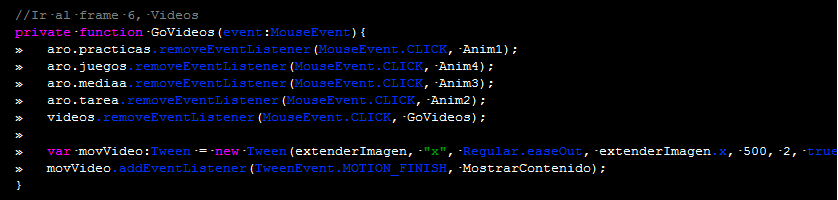 //Ir al frame 6, Videos
private function GoVideos(event:MouseEvent){
» aro.practicas.removeEventListener(MouseEvent.CLICK, Anim1);
» aro.juegos.removeEventListener(MouseEvent.CLICK, Anim4);
» aro.mediaa.removeEventListener(MouseEvent.CLICK, Anim3);
» aro.tarea.removeEventListener(MouseEvent.CLICK, Anim2);
» videos.removeEventListener(MouseEvent.CLICK, GoVideos);
»
» var movVideo:Tween = new Tween(extenderImagen, "x", Regular.easeOut, extenderImagen.x, 500, 2, true
» movVideo.addEventListener(TweenEvent.MOTION_FINISH, MostrarContenido);
}